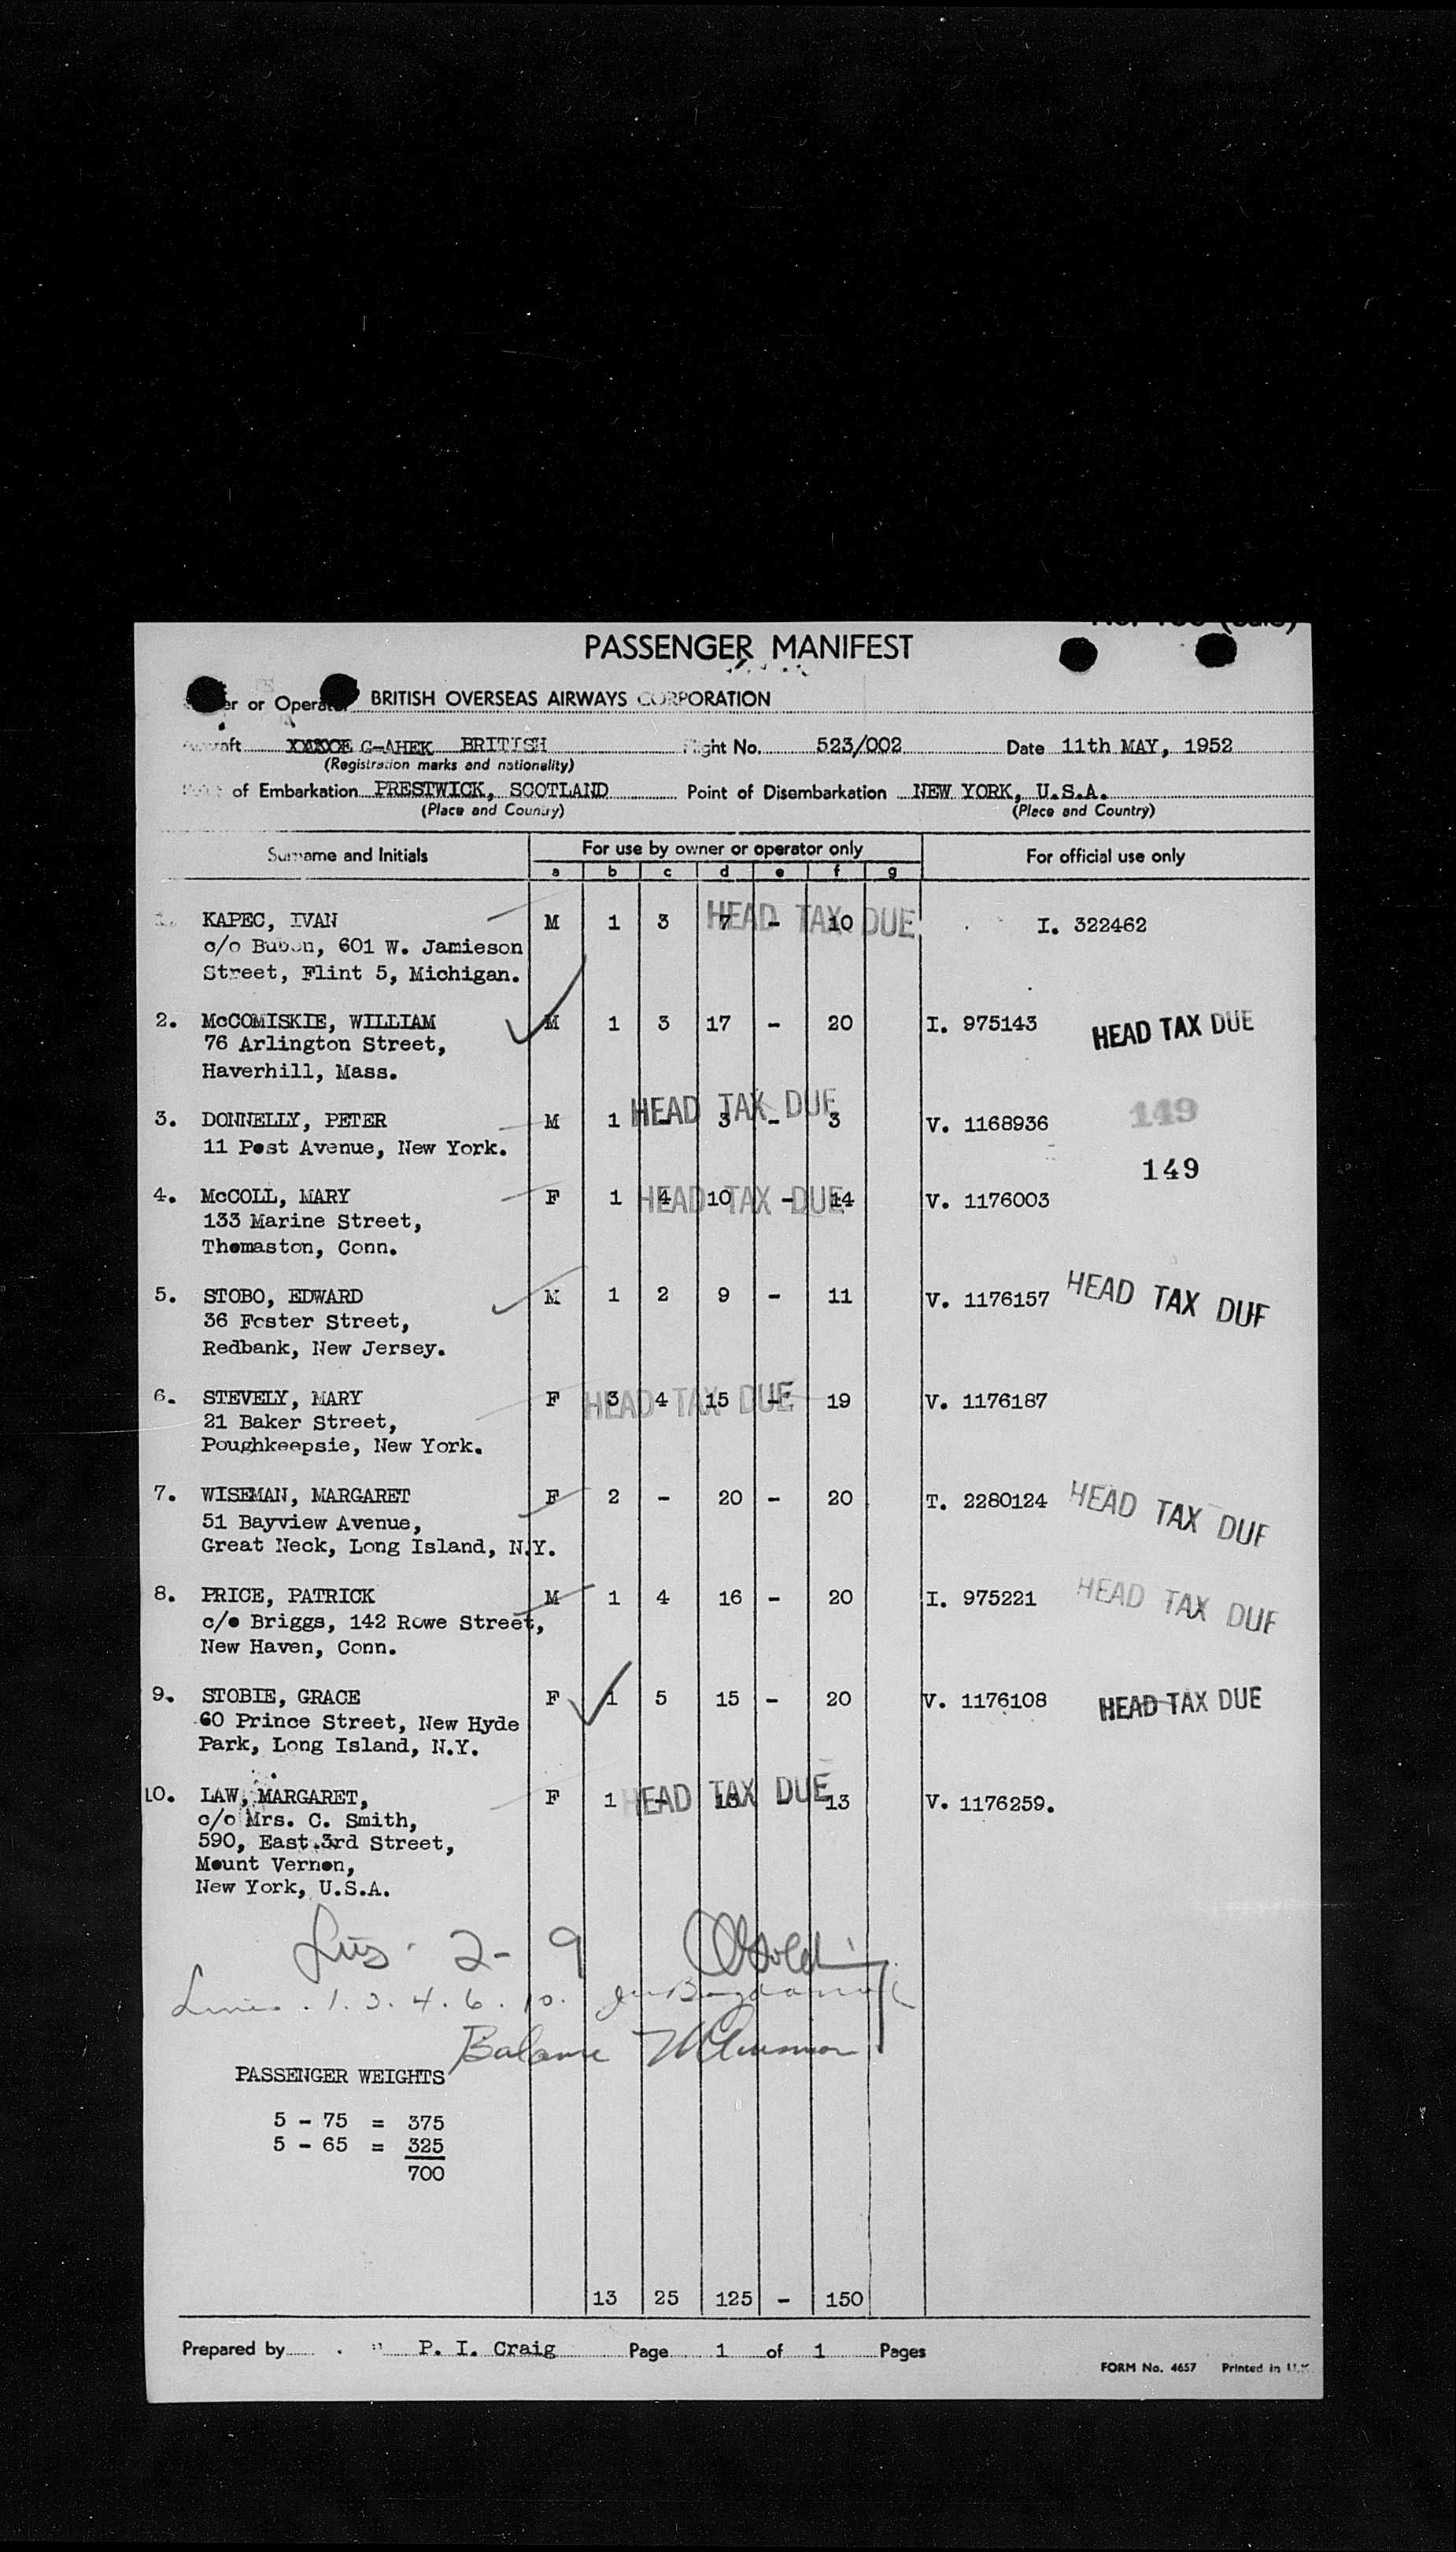 PASSENGER MANIFEST
or Operator BRITISH OVERSEAS AIRWAYS CORPORATION
G-AHEK BRITISH Flight No. 523/002 Date 11th MAY, 1952
(Registration marks and nationality)
of Embarkation PRESTWICK, SCOTLAND Point of Disembarkation NEW YORK, U.S.A.
(Place and Country) (Place and Country)
Surname and Initials For use by owner or operator only For official use only
a b c d e f g
1. KAPEC, IVAN M 1 3 7 - 10 HEAD TAX DUE I. 322462
c/o Buben, 601 W. Jamieson
Street, Flint 5, Michigan.
2. McCOMISKIE, WILLIAM M 1 3 17 - 20 I. 975143 HEAD TAX DUE
76 Arlington Street,
Haverhill, Mass.
3. DONNELLY, PETER M 1 - 3 - 3 HEAD TAX DUE V. 1168936 149
11 Post Avenue, New York.
149
4. McCOLL, MARY F 1 4 10 - 14 HEAD TAX DUE V. 1176003
133 Marine Street,
Thomaston, Conn.
5. STOBO, EDWARD M 1 2 9 - 11 V. 1176157 HEAD TAX DUE
36 Foster Street,
Redbank, New Jersey.
6. STEVELY, MARY F 3 4 15 - 19 HEAD TAX DUE V. 1176187
21 Baker Street,
Poughkeepsie, New York.
7. WISEMAN, MARGARET F 2 - 20 - 20 T. 2280124 HEAD TAX DUE
51 Bayview Avenue,
Great Neck, Long Island, N.Y.
8. PRICE, PATRICK M 1 4 16 - 20 I. 975221 HEAD TAX DUE
c/o Briggs, 142 Rowe Street,
New Haven, Conn.
9. STOBIE, GRACE F 1 5 15 - 20 V. 1176108 HEAD TAX DUE
60 Prince Street, New Hyde
Park, Long Island, N.Y.
10. LAW, MARGARET, F 1 - 13 - 13 HEAD TAX DUE V. 1176259.
c/o Mrs. C. Smith,
590, East 3rd Street,
Mount Vernon,
New York, U.S.A.
2 - 9
Lines . 1. 3. 4. 6. 10.
Balance
PASSENGER WEIGHTS
5 - 75 = 375
5 - 65 = 325
700
13 25 125 - 150
Prepared by P. I. Craig Page 1 of 1 Pages
FORM No. 4657 Printed in U.K.